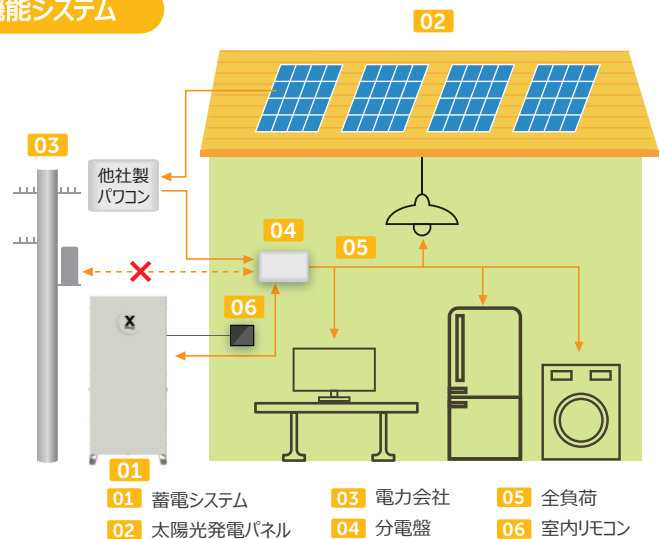 機能システム
02
03
他社製
パワコン
04
05
06
X
01
01 蓄電システム
03 電力会社
05 全負荷
02 太陽光発電パネル
04 分電盤
06 室内リモコン